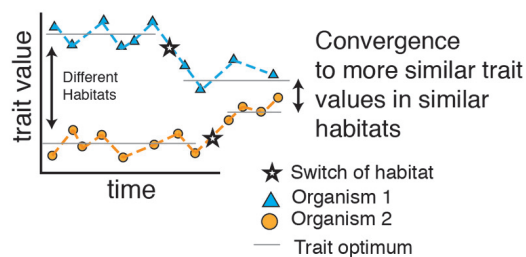 trait value
Different
Habitats
time
Convergence
to more similar trait
values in similar
habitats
Switch of habitat
Organism 1
Organism 2
Trait optimum